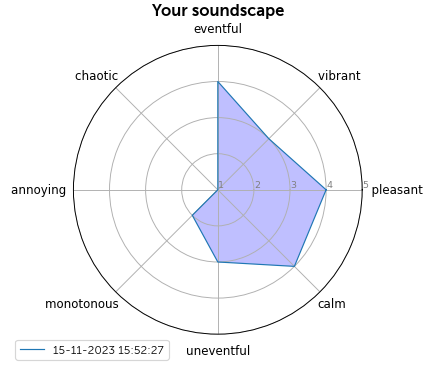 Your soundscape
eventful
chaotic
vibrant
annoying
1 2 3 4 5
pleasant
monotonous
calm
uneventful
15-11-2023 15:52:27